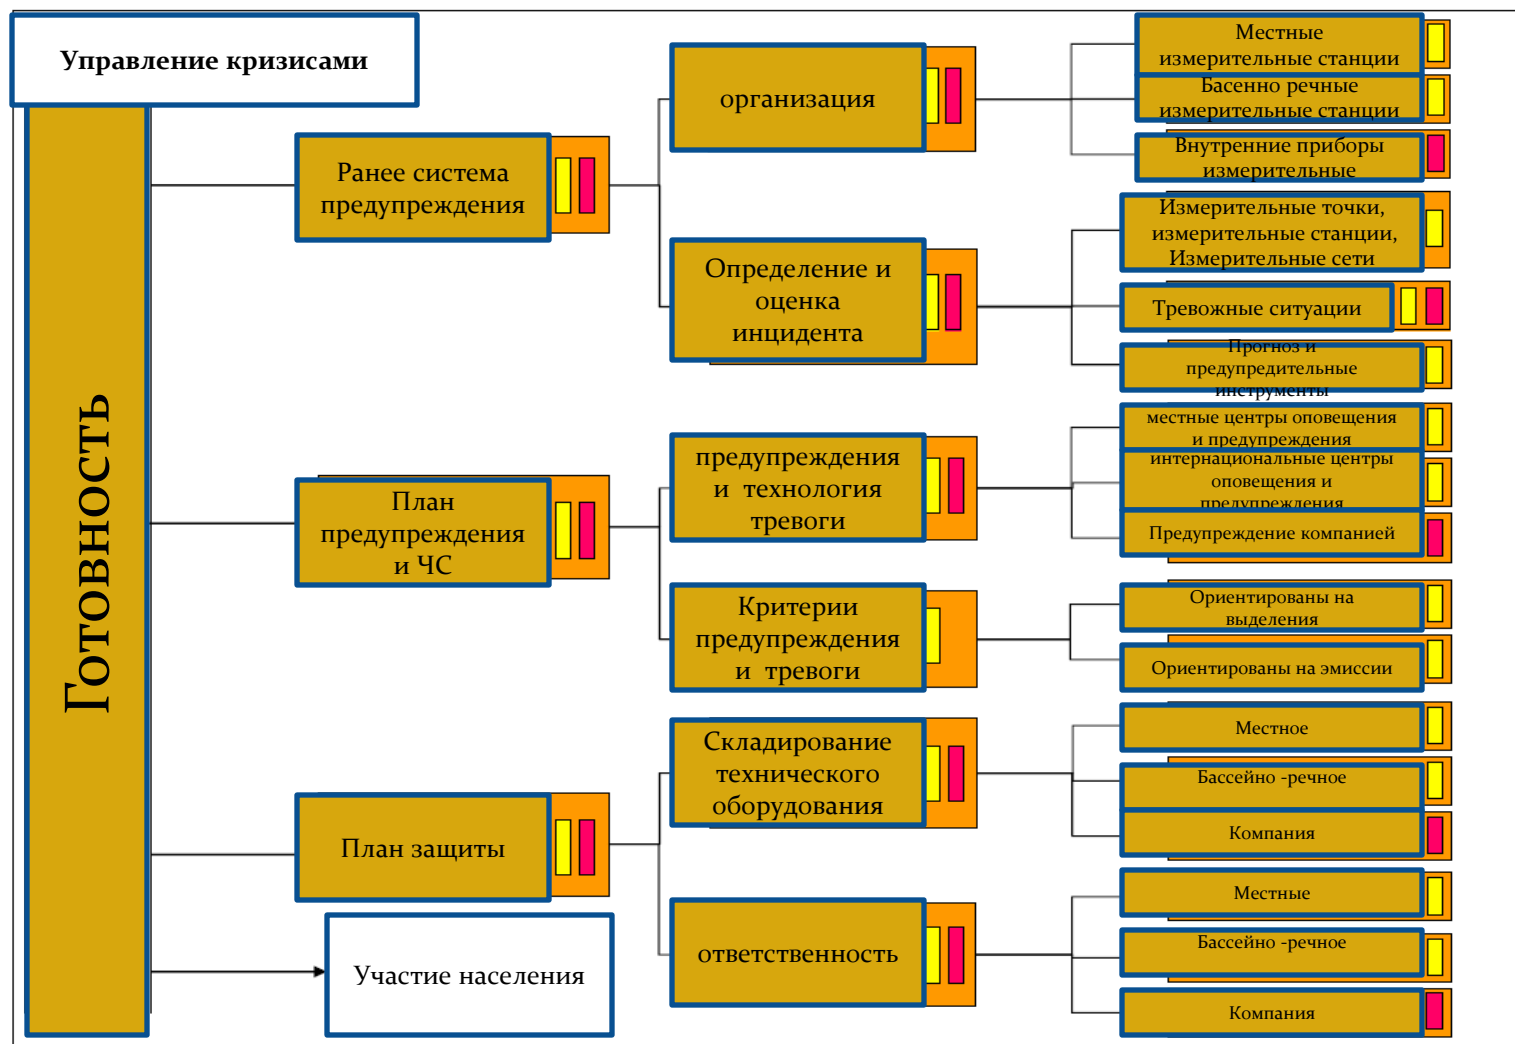 Управление кризисами
Готовность
Ранее система
предупреждения
организация
Местные
измерительные станции
Басенно речные
измерительные станции
Внутренние приборы
измерительные
Определение и
оценка
инцидента
Измерительные точки,
измерительные станции,
Измерительные сети
Тревожные ситуации
Прогноз и
предупредительные
инструменты
План
предупреждения
и ЧС
предупреждения
и технология
тревоги
местные центры оповещения
и предупреждения
интернациональные центры
оповещения и
предупреждения
Предупреждение компанией
Критерии
предупреждения
и тревоги
Ориентированы на
выделения
Ориентированы на эмиссии
План защиты
Складирование
технического
оборудования
Местное
Бассейно -речное
Компания
ответственность
Местные
Бассейно -речное
Компания
Участие населения